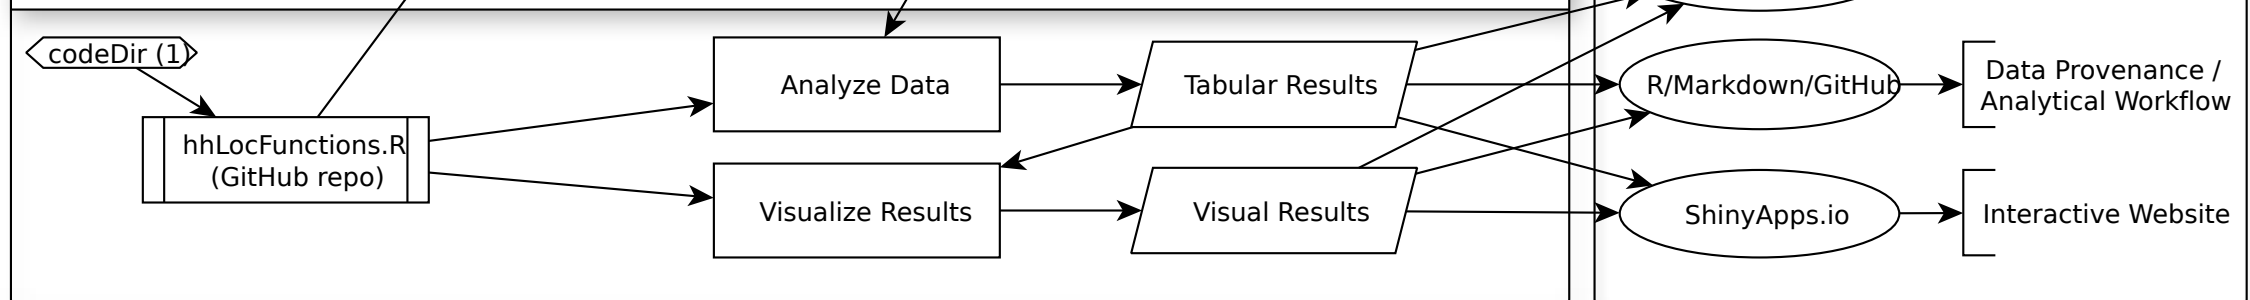 codeDir (1)
hhLocFunctions.R
(GitHub repo)
Analyze Data
Visualize Results
Tabular Results
Visual Results
R/Markdown/GitHub
ShinyApps.io
Data Provenance /
Analytical Workflow
Interactive Website